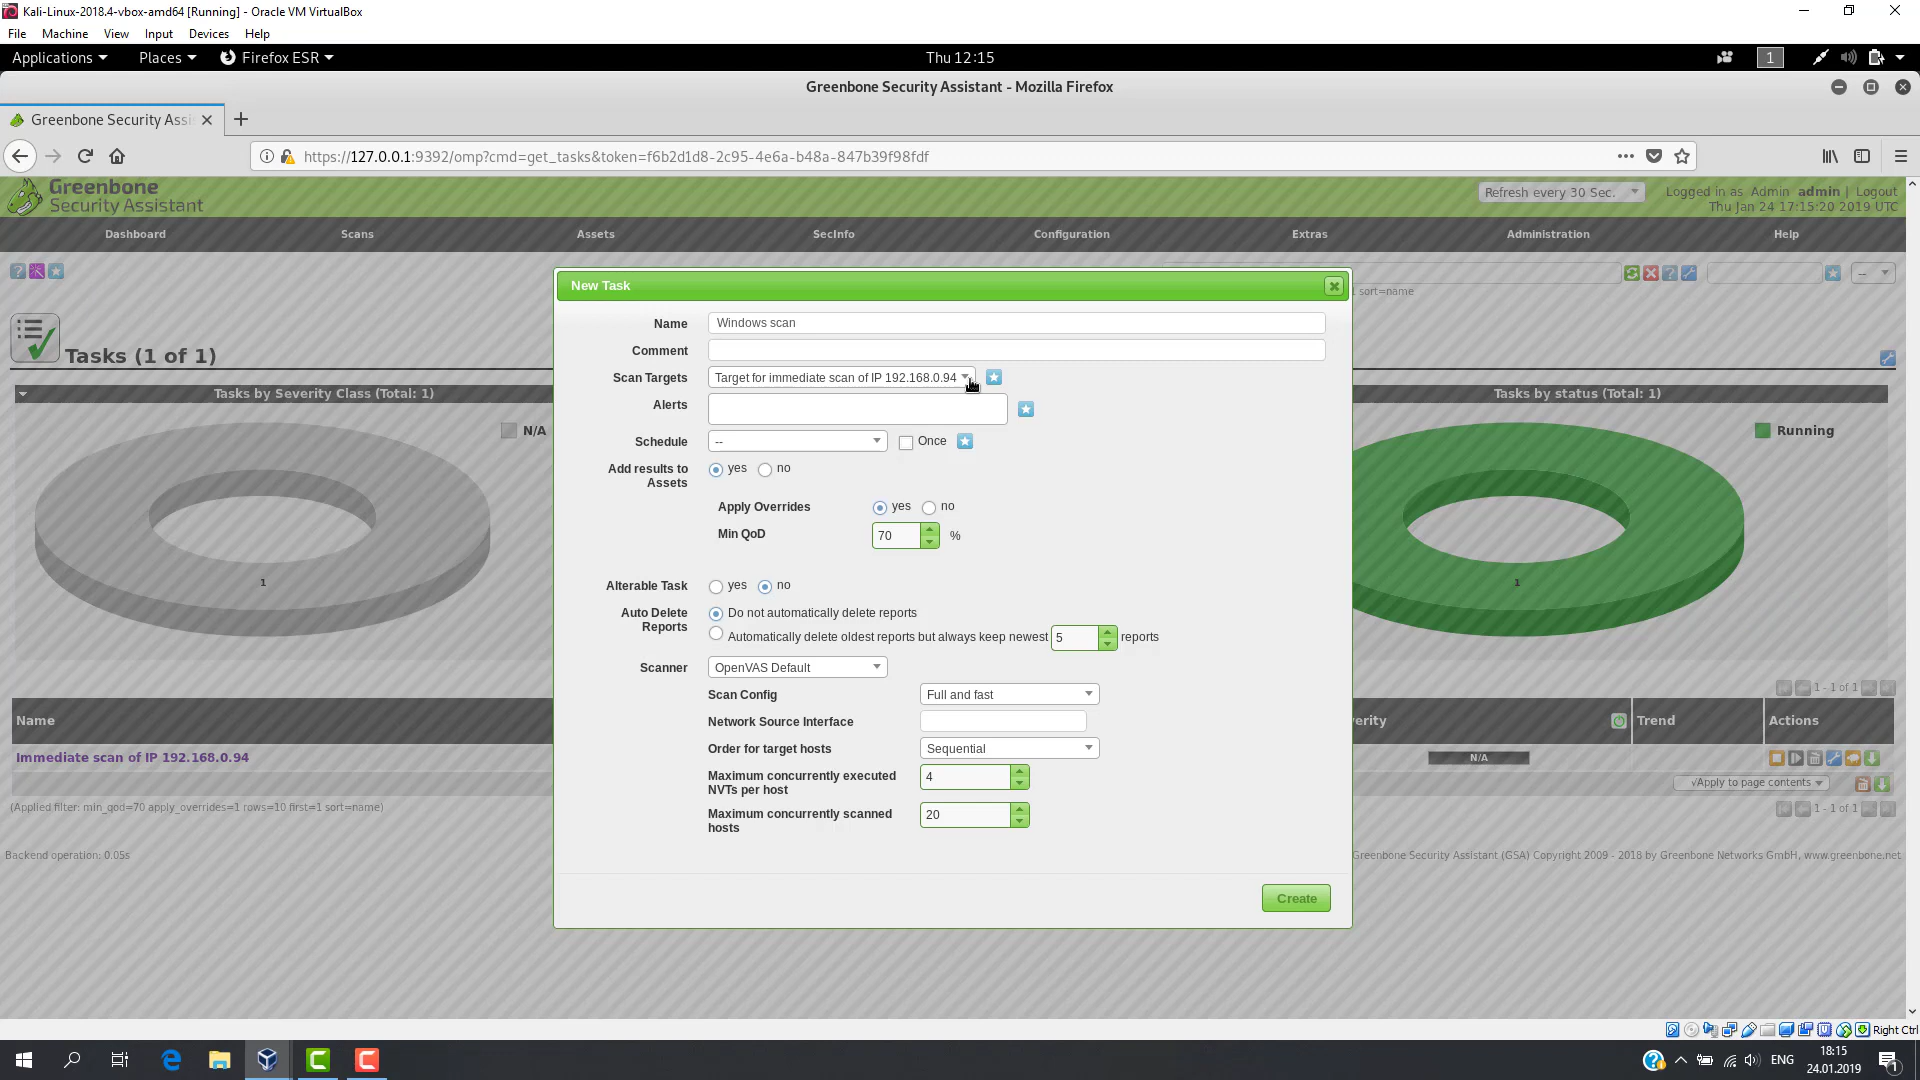 Kali-Linux-2018.4-vbox-amd64 [Running] - Oracle VM VirtualBox
File Machine View Input Devices Help
Applications Places Firefox ESR Thu 12:15 1
Greenbone Security Assistant - Mozilla Firefox
Greenbone Security Assi
https://127.0.0.1:9392/omp?cmd=get_tasks&token=f6b2d1d8-2c95-4e6a-b48a-847b39f98fdf
Greenbone
Security Assistant
Refresh every 30 Sec. Logged in as Admin admin | Logout
Thu Jan 24 17:15:20 2019 UTC
Dashboard Scans Assets SecInfo Configuration Extras Administration Help
--
1 sort=name
Tasks (1 of 1)
Tasks by Severity Class (Total: 1)
N/A
1
Tasks by status (Total: 1)
Running
1
New Task
Name Windows scan
Comment
Scan Targets Target for immediate scan of IP 192.168.0.94
Alerts
Schedule -- Once
Add results to Assets yes no
Apply Overrides yes no
Min QoD 70 %
Alterable Task yes no
Auto Delete Reports Do not automatically delete reports
Automatically delete oldest reports but always keep newest 5 reports
Scanner OpenVAS Default
Scan Config Full and fast
Network Source Interface
Order for target hosts Sequential
Maximum concurrently executed NVTs per host 4
Maximum concurrently scanned hosts 20
Create
1 - 1 of 1
Name erity Trend Actions
Immediate scan of IP 192.168.0.94 N/A
√Apply to page contents
(Applied filter: min_qod=70 apply_overrides=1 rows=10 first=1 sort=name) 1 - 1 of 1
Backend operation: 0.05s Greenbone Security Assistant (GSA) Copyright 2009 - 2018 by Greenbone Networks GmbH, www.greenbone.net
Right Ctrl
ENG 18:15
24.01.2019
1